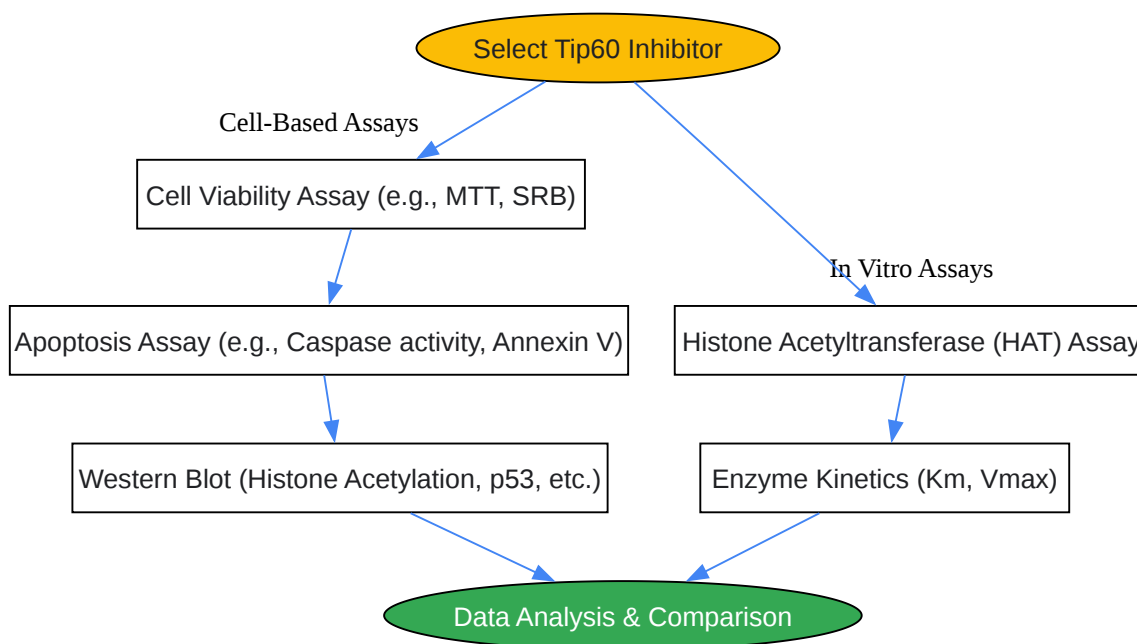 Select Tip60 Inhibitor
Cell-Based Assays
Cell Viability Assay (e.g., MTT, SRB)
In Vitro Assays
Apoptosis Assay (e.g., Caspase activity, Annexin V)
Histone Acetyltransferase (HAT) Assay
Western Blot (Histone Acetylation, p53, etc.)
Enzyme Kinetics (Km, Vmax)
Data Analysis & Comparison